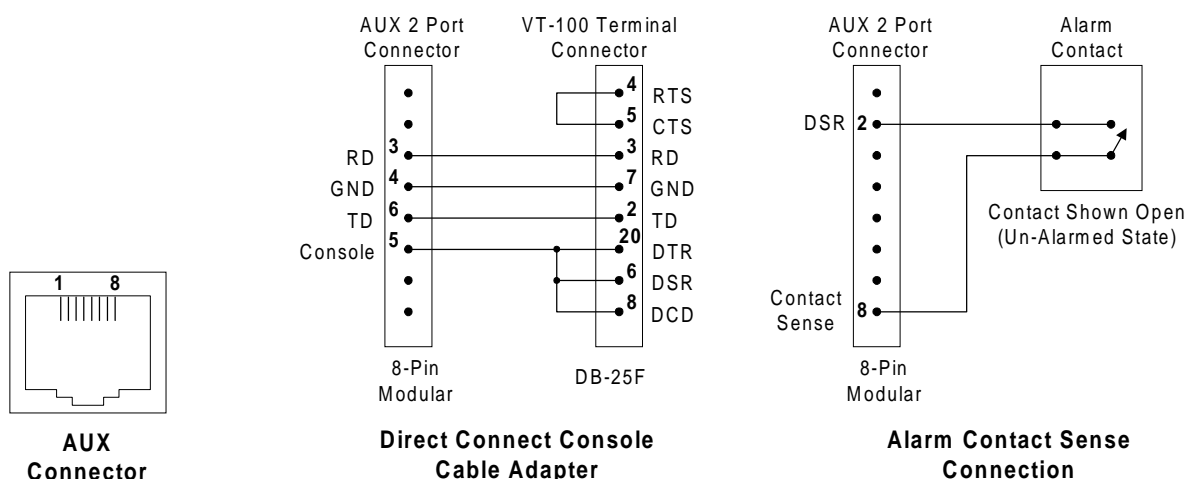 1 8
AUX
Connector
AUX 2 Port
Connector
VT-100 Terminal
Connector
4 RTS
5 CTS
RD 3 3 RD
GND 4 7 GND
TD 6 2 TD
Console 5 20 DTR
6 DSR
8 DCD
8-Pin
Modular
DB-25F
Direct Connect Console
Cable Adapter
AUX 2 Port
Connector
Alarm
Contact
DSR 2
Contact Shown Open
(Un-Alarmed State)
Contact
Sense
8
8-Pin
Modular
Alarm Contact Sense
Connection